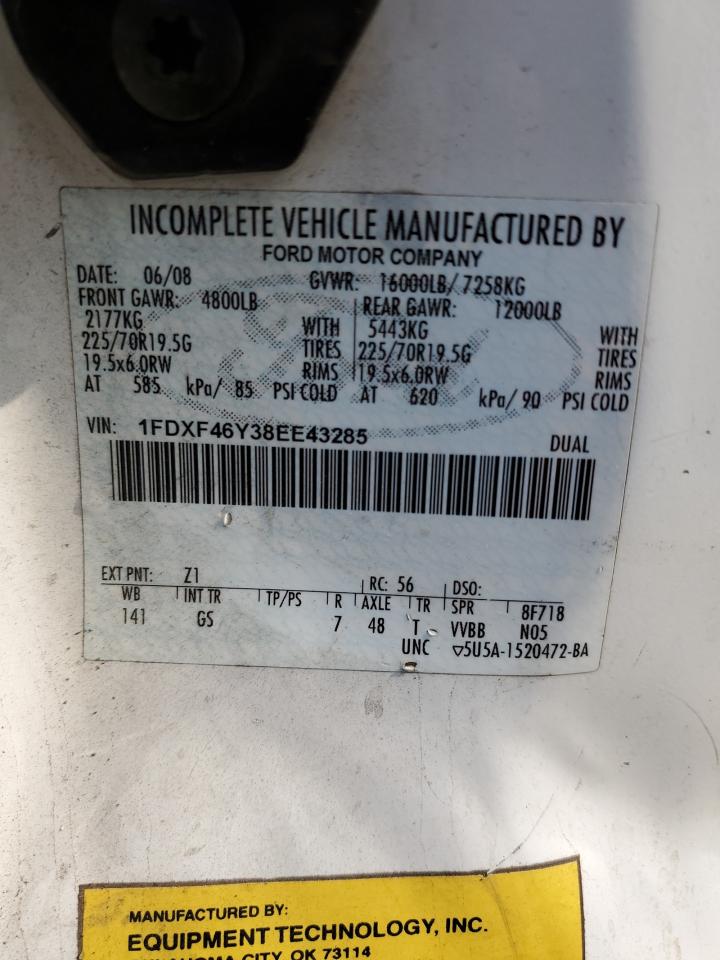 INCOMPLETE VEHICLE MANUFACTURED BY
FORD MOTOR COMPANY
DATE: 06/08 GVWR: 16000LB/ 7258KG
FRONT GAWR: 4800LB REAR GAWR: 12000LB
2177KG WITH 5443KG WITH
225/70R19.5G TIRES 225/70R19.5G TIRES
19.5x6.0RW RIMS 19.5x6.0RW RIMS
AT 585 kPa/ 85 PSI COLD AT 620 kPa/ 90 PSI COLD
VIN: 1FDXF46Y38EE43285 DUAL
EXT PNT: Z1 RC: 56 DSO:
WB INT TR TP/PS R AXLE TR SPR 8F718
141 GS 7 48 T VVBB N05
UNC ▽5U5A-1520472-BA
MANUFACTURED BY:
EQUIPMENT TECHNOLOGY, INC.
OKLAHOMA CITY, OK 73114